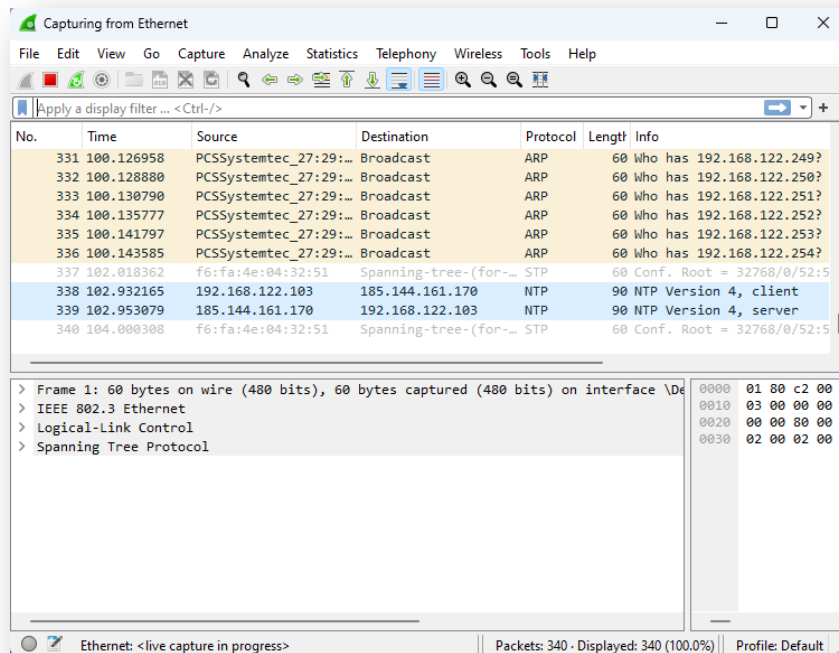 Capturing from Ethernet
File Edit View Go Capture Analyze Statistics Telephony Wireless Tools Help
Apply a display filter ... <Ctrl-/>
No. Time Source Destination Protocol Length Info
331 100.126958 PCSSystemtec_27:29:… Broadcast ARP 60 Who has 192.168.122.249?
332 100.128880 PCSSystemtec_27:29:… Broadcast ARP 60 Who has 192.168.122.250?
333 100.130790 PCSSystemtec_27:29:… Broadcast ARP 60 Who has 192.168.122.251?
334 100.135777 PCSSystemtec_27:29:… Broadcast ARP 60 Who has 192.168.122.252?
335 100.141797 PCSSystemtec_27:29:… Broadcast ARP 60 Who has 192.168.122.253?
336 100.143585 PCSSystemtec_27:29:… Broadcast ARP 60 Who has 192.168.122.254?
337 102.018362 f6:fa:4e:04:32:51 Spanning-tree-(for-… STP 60 Conf. Root = 32768/0/52:5
338 102.932165 192.168.122.103 185.144.161.170 NTP 90 NTP Version 4, client
339 102.953079 185.144.161.170 192.168.122.103 NTP 90 NTP Version 4, server
340 104.000308 f6:fa:4e:04:32:51 Spanning-tree-(for-… STP 60 Conf. Root = 32768/0/52:5
Frame 1: 60 bytes on wire (480 bits), 60 bytes captured (480 bits) on interface \De
IEEE 802.3 Ethernet
Logical-Link Control
Spanning Tree Protocol
0000 01 80 c2 00
0010 03 00 00 00
0020 00 00 80 00
0030 02 00 02 00
Ethernet: <live capture in progress> Packets: 340 · Displayed: 340 (100.0%) Profile: Default